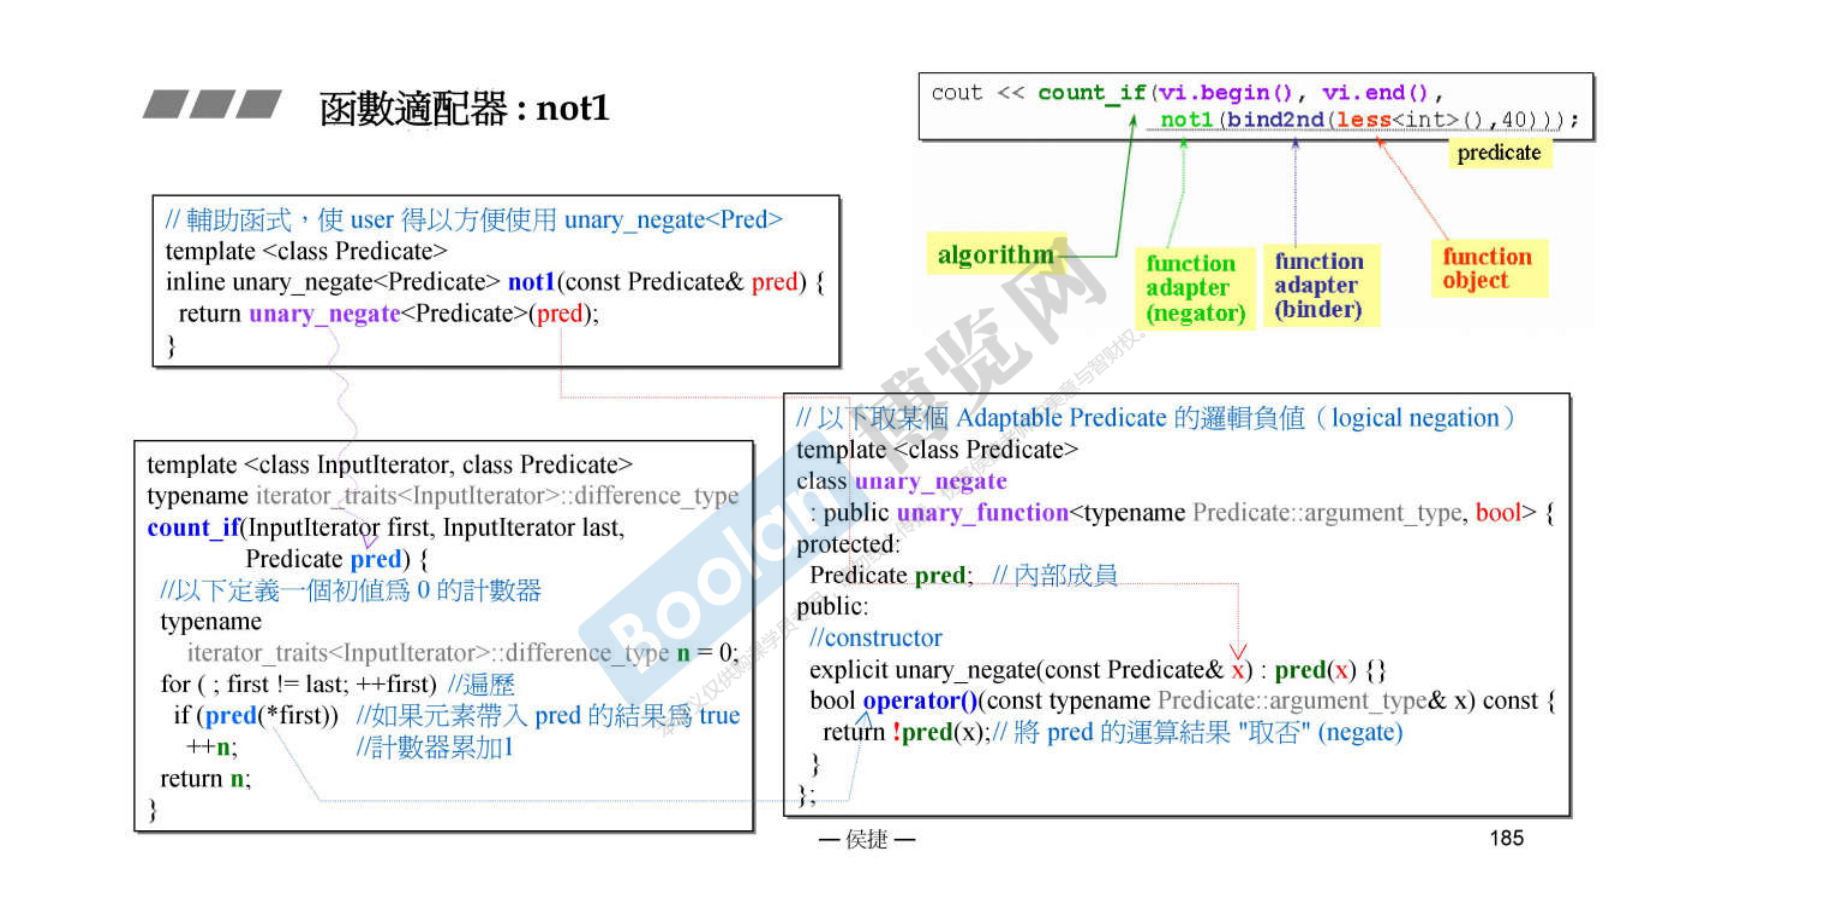 函數適配器 : not1
cout << count_if(vi.begin(), vi.end(),
not1(bind2nd(less<int>(),40)));
predicate
algorithm
function
adapter
(negator)
function
adapter
(binder)
function
object
// 輔助函式，使 user 得以方便使用 unary_negate<Pred>
template <class Predicate>
inline unary_negate<Predicate> not1(const Predicate& pred) {
return unary_negate<Predicate>(pred);
}
template <class InputIterator, class Predicate>
typename iterator_traits<InputIterator>::difference_type
count_if(InputIterator first, InputIterator last,
Predicate pred) {
//以下定義一個初值為 0 的計數器
typename
iterator_traits<InputIterator>::difference_type n = 0;
for ( ; first != last; ++first) //遍歷
if (pred(*first)) //如果元素帶入 pred 的結果為 true
++n; //計數器累加1
return n;
}
// 以下取某個 Adaptable Predicate 的邏輯負值（logical negation）
template <class Predicate>
class unary_negate
: public unary_function<typename Predicate::argument_type, bool> {
protected:
Predicate pred; // 內部成員
public:
//constructor
explicit unary_negate(const Predicate& x) : pred(x) {}
bool operator()(const typename Predicate::argument_type& x) const {
return !pred(x);// 將 pred 的運算結果 "取否" (negate)
}
};
Boolan 博览网
— 侯捷 —
185